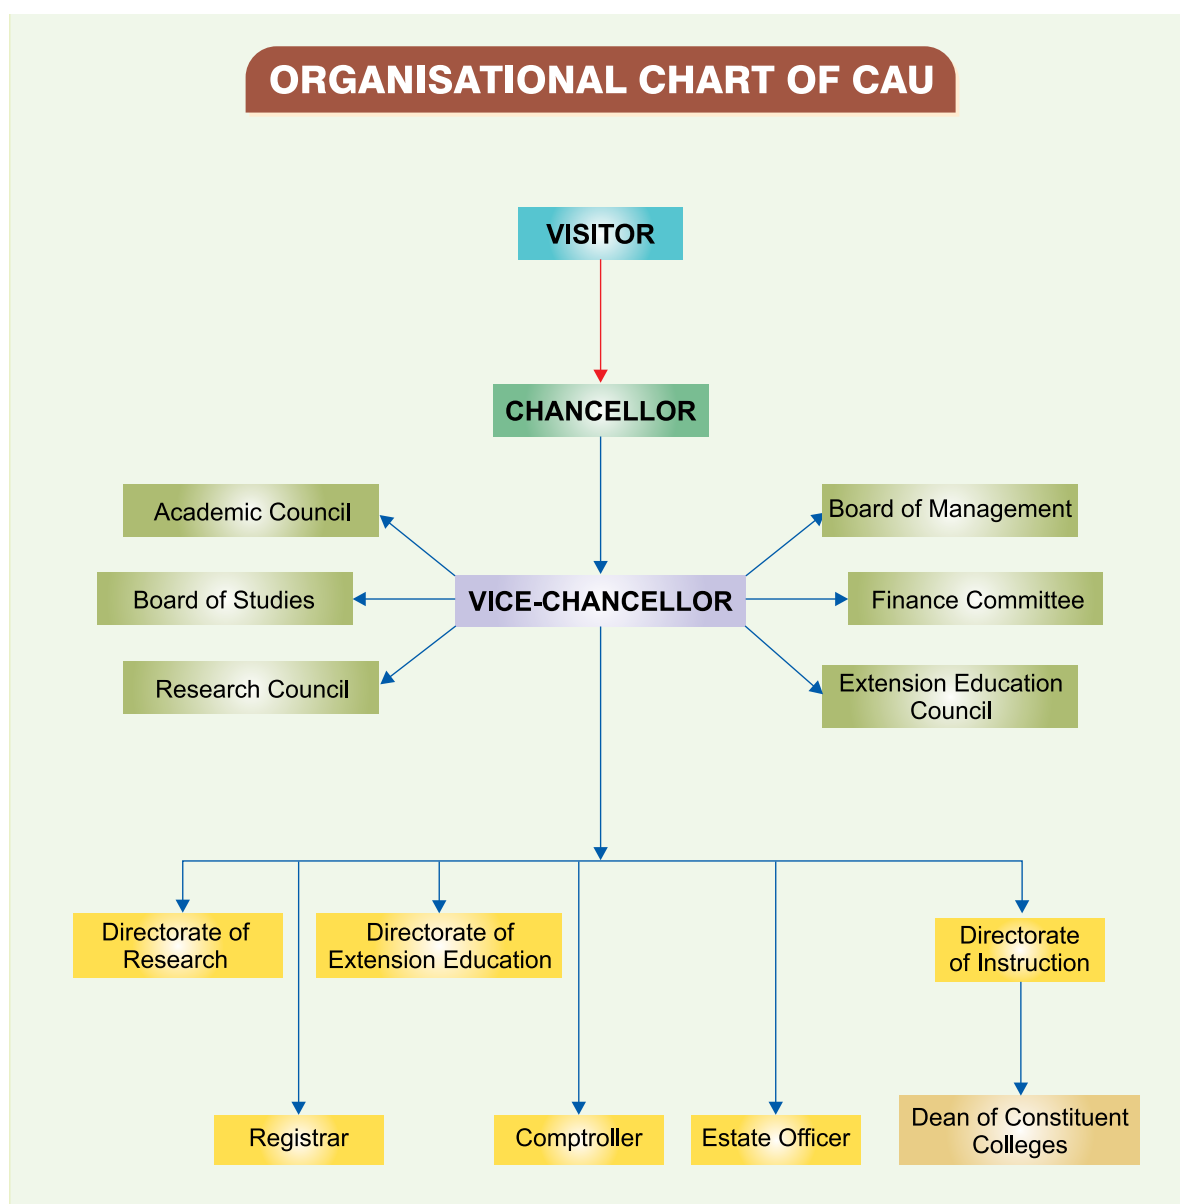 ORGANISATIONAL CHART OF CAU
VISITOR
CHANCELLOR
Academic Council
Board of Management
Board of Studies
VICE-CHANCELLOR
Finance Committee
Research Council
Extension Education
Council
Directorate of
Research
Directorate of
Extension Education
Directorate
of Instruction
Registrar
Comptroller
Estate Officer
Dean of Constituent
Colleges